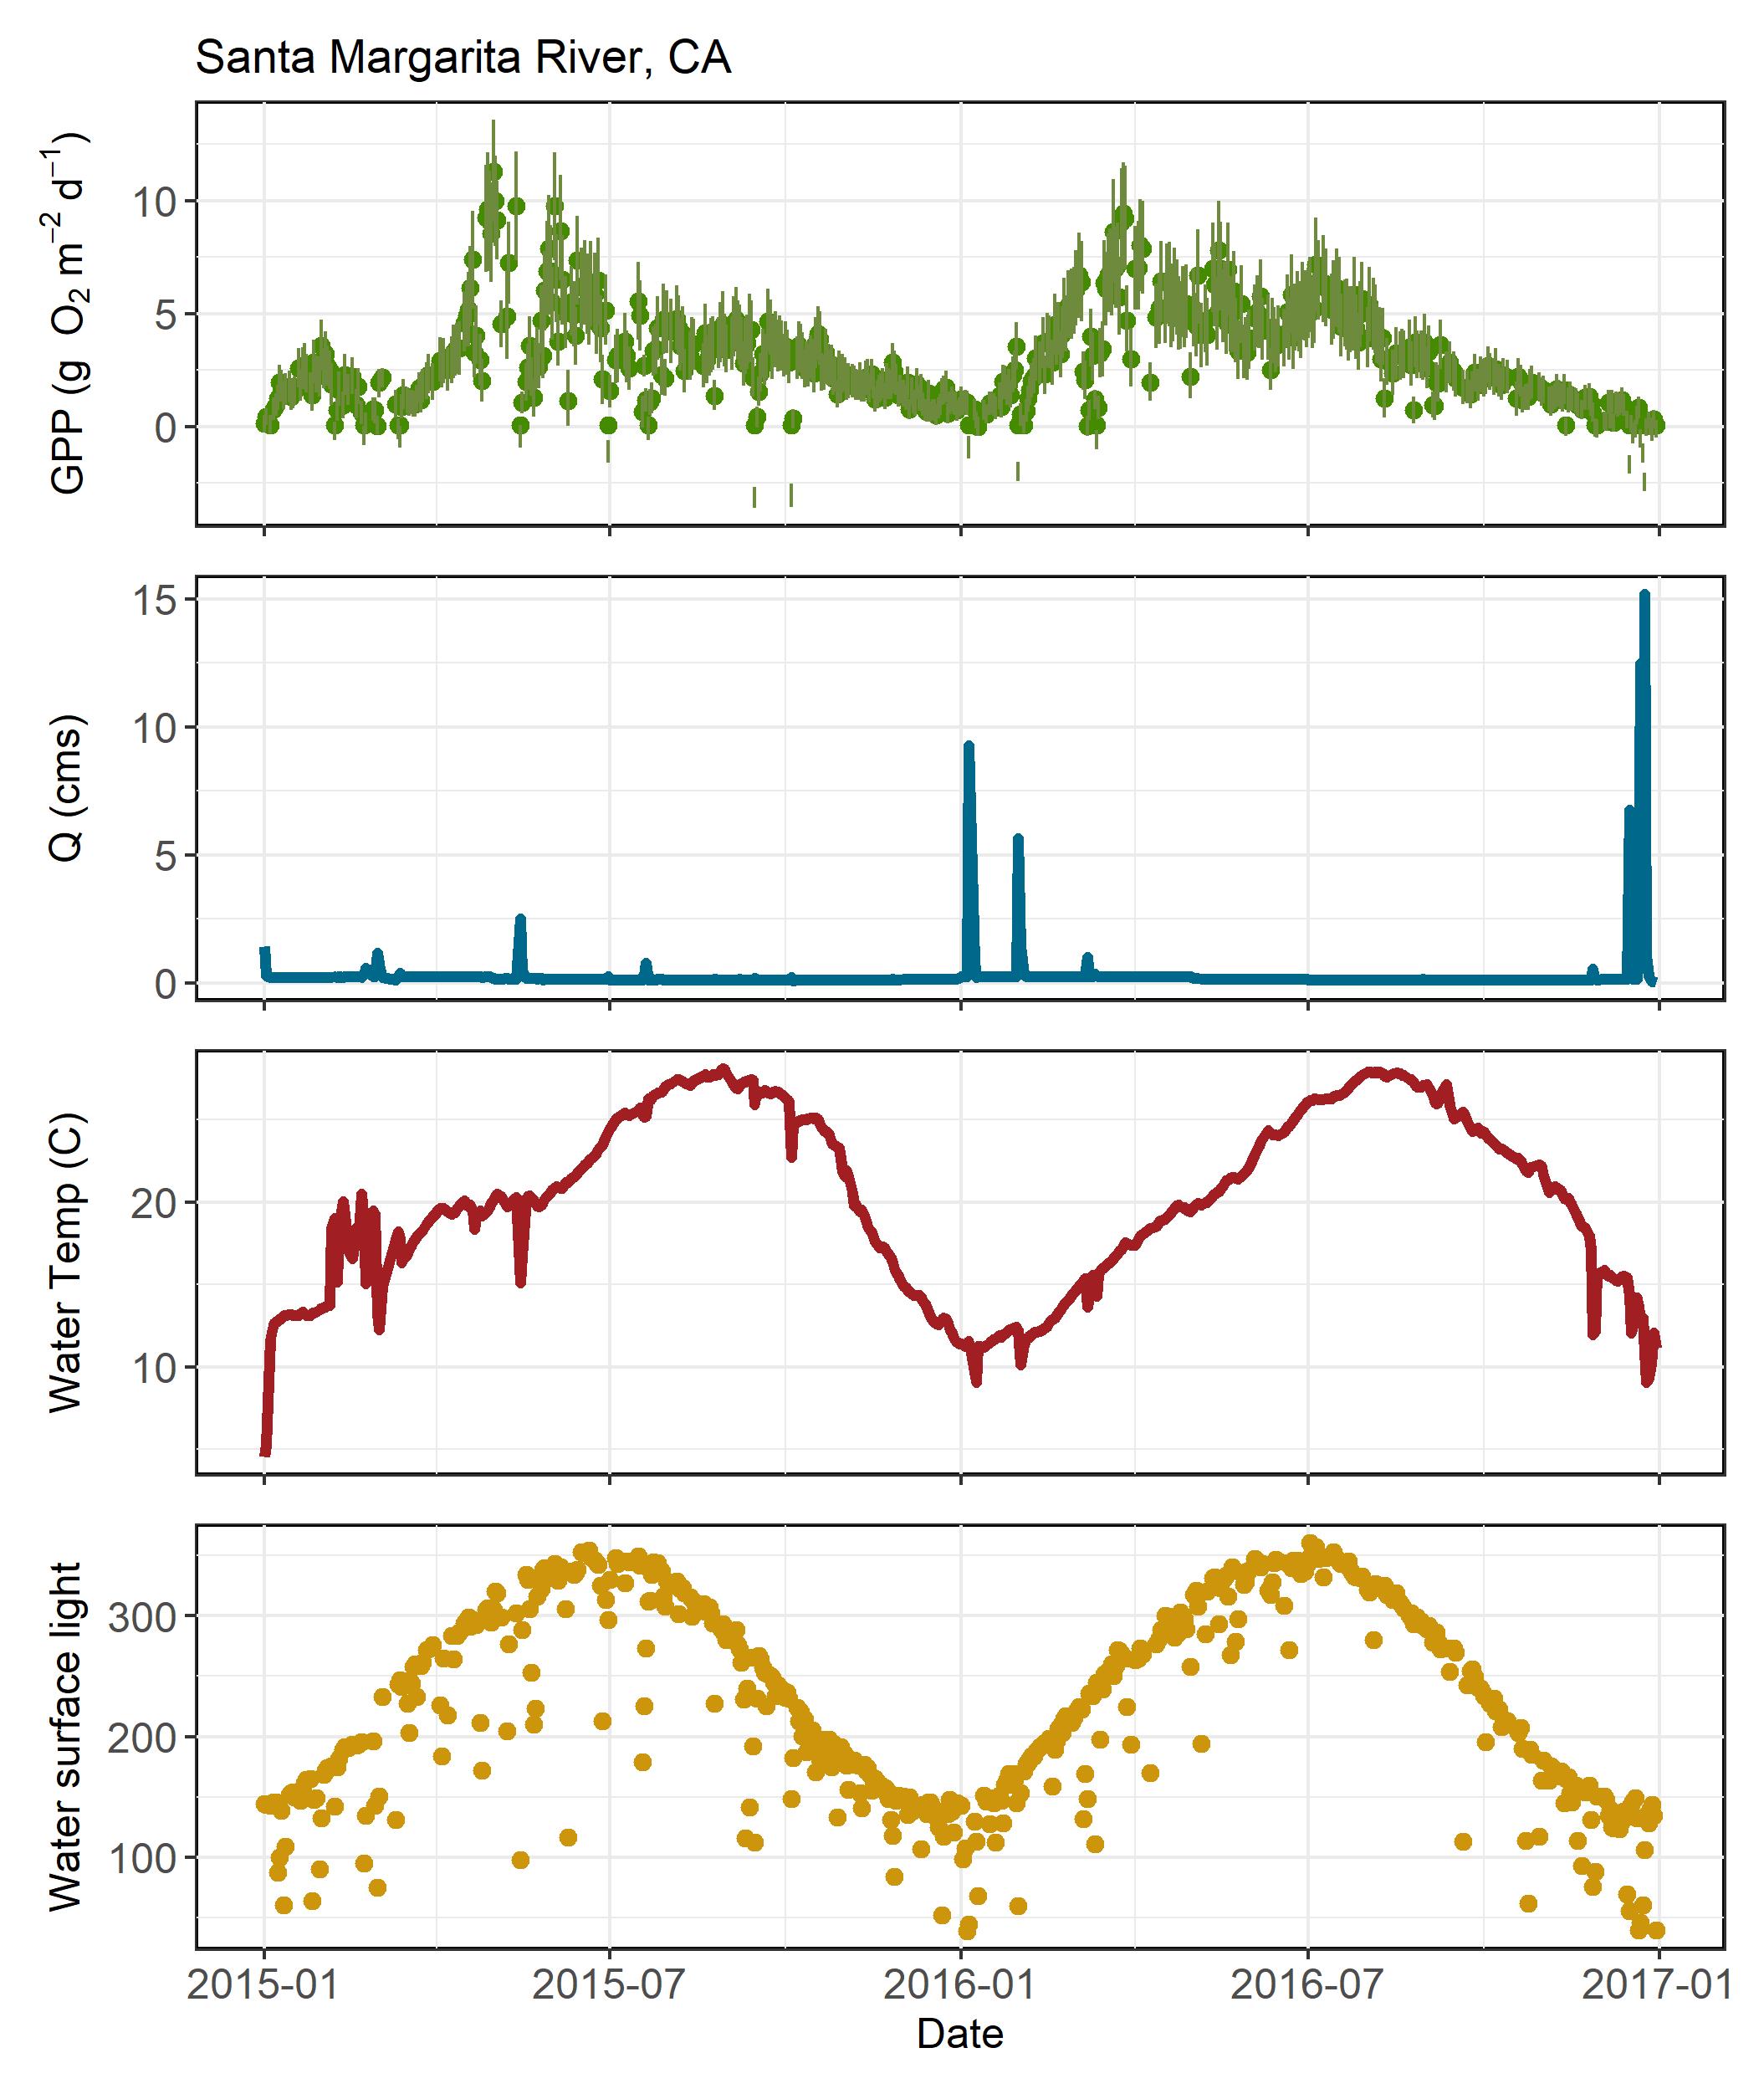 Santa Margarita River, CA
GPP (g O₂ m⁻² d⁻¹)
10
5
0
Q (cms)
15
10
5
0
Water Temp (C)
20
10
Water surface light
300
200
100
2015-01 2015-07 2016-01 2016-07 2017-01
Date